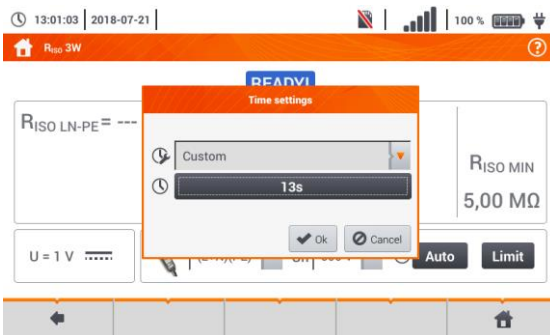 13:01:03 2018-07-21 100 %
RISO 3W
READY!
Time settings
RISO LN-PE= ---
Custom
13s
RISO MIN
5,00 MΩ
Ok Cancel
U = 1 V Auto Limit